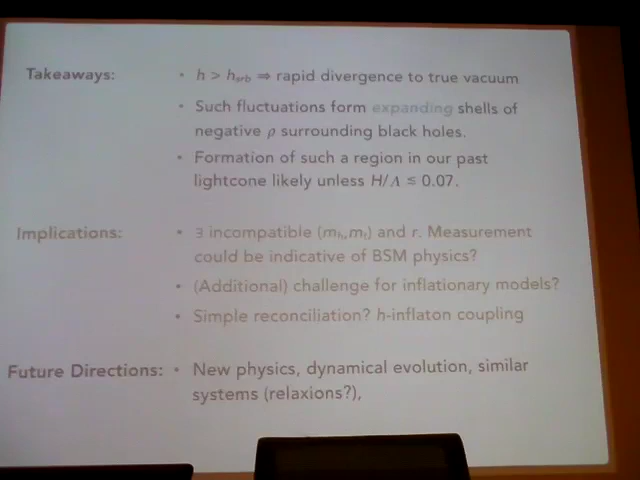 Takeaways: • h > h_crb ⇒ rapid divergence to true vacuum
• Such fluctuations form expanding shells of
negative ρ surrounding black holes.
• Formation of such a region in our past
lightcone likely unless H/Λ ≲ 0.07.
Implications: • ∃ incompatible (m_h,m_t) and r. Measurement
could be indicative of BSM physics?
• (Additional) challenge for inflationary models?
• Simple reconciliation? h-inflaton coupling
Future Directions: • New physics, dynamical evolution, similar
systems (relaxions?),